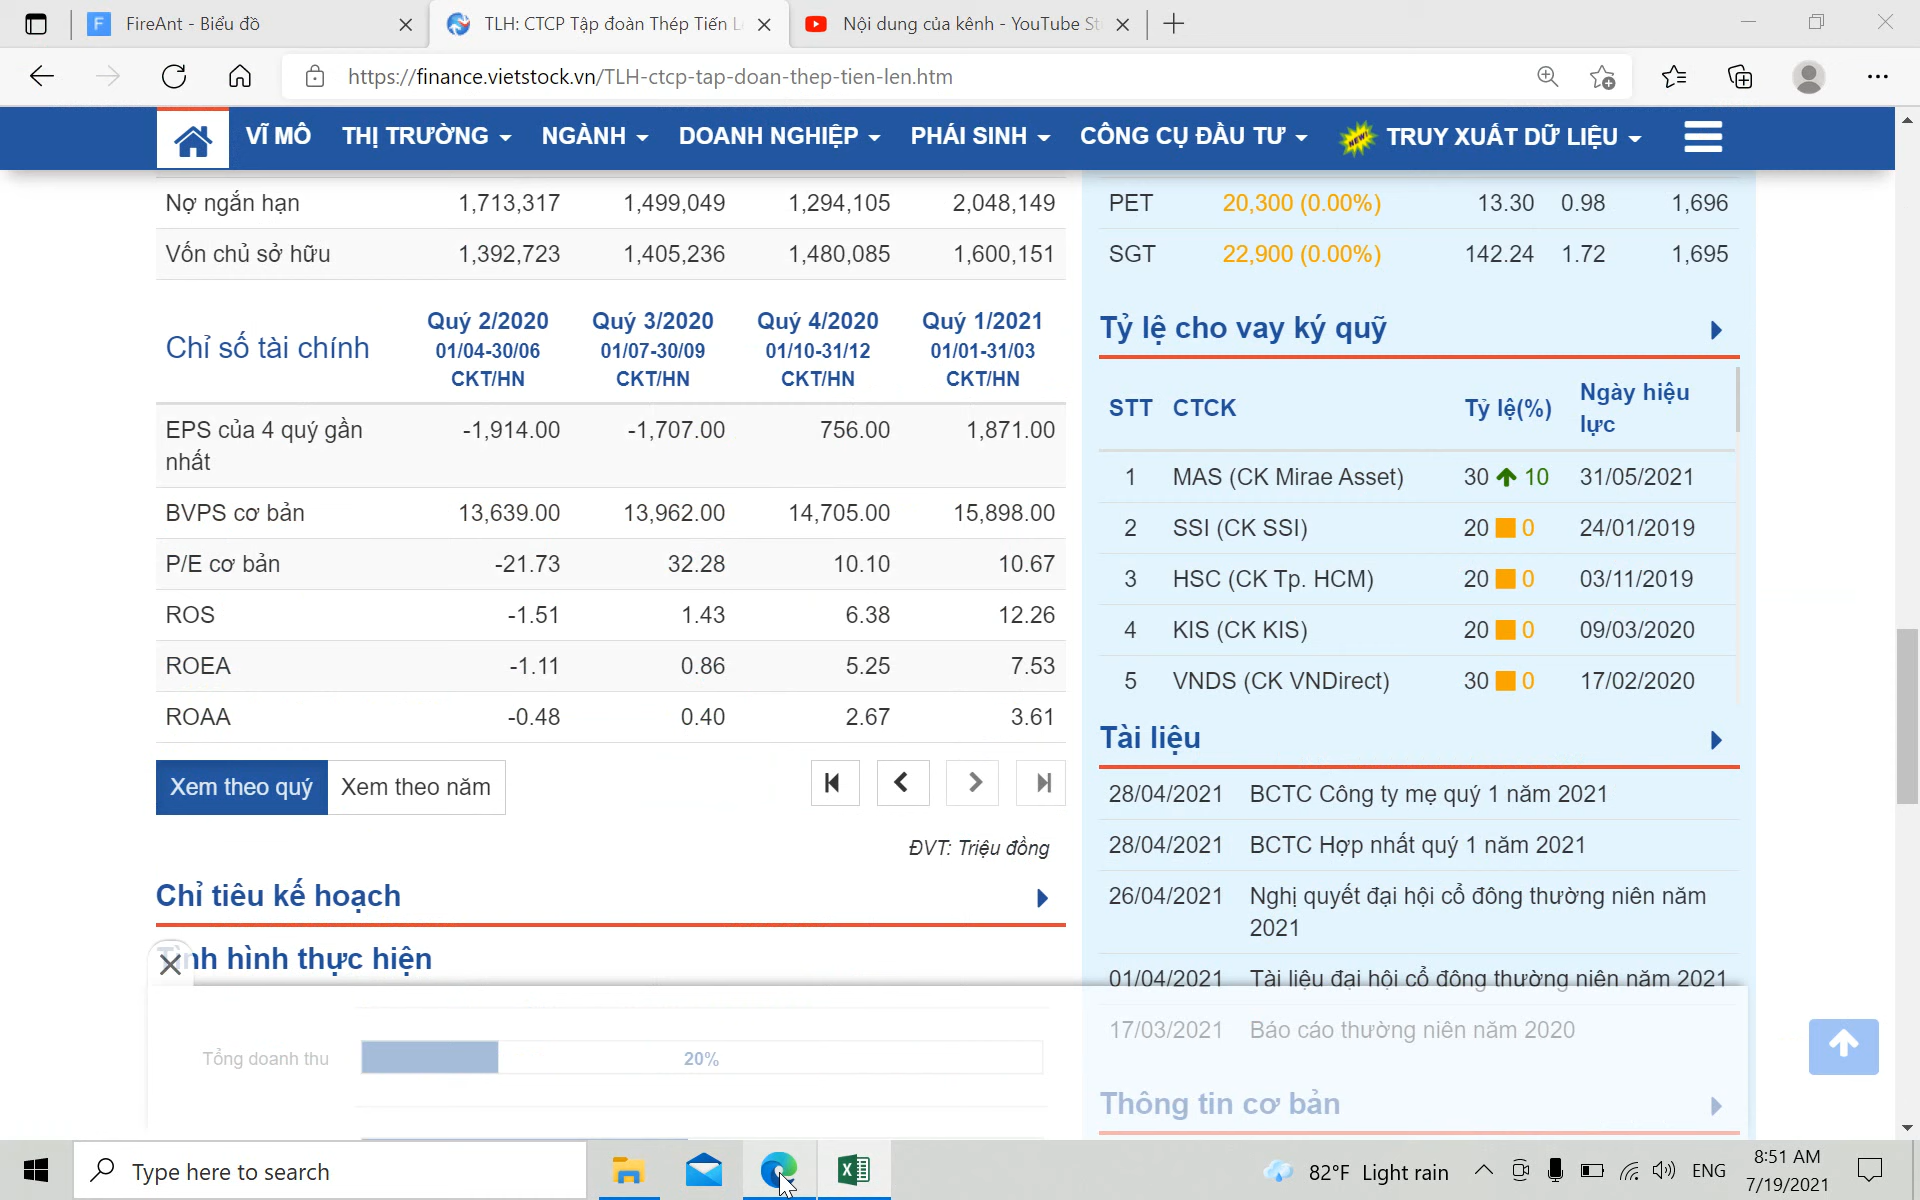 FireAnt - Biểu đồ
TLH: CTCP Tập đoàn Thép Tiến L
Nội dung của kênh - YouTube St
https://finance.vietstock.vn/TLH-ctcp-tap-doan-thep-tien-len.htm
VĨ MÔ THỊ TRƯỜNG NGÀNH DOANH NGHIỆP PHÁI SINH CÔNG CỤ ĐẦU TƯ TRUY XUẤT DỮ LIỆU
Nợ ngắn hạn 1,713,317 1,499,049 1,294,105 2,048,149
Vốn chủ sở hữu 1,392,723 1,405,236 1,480,085 1,600,151
Chỉ số tài chính
Quý 2/2020 Quý 3/2020 Quý 4/2020 Quý 1/2021
01/04-30/06 01/07-30/09 01/10-31/12 01/01-31/03
CKT/HN CKT/HN CKT/HN CKT/HN
EPS của 4 quý gần -1,914.00 -1,707.00 756.00 1,871.00
nhất
BVPS cơ bản 13,639.00 13,962.00 14,705.00 15,898.00
P/E cơ bản -21.73 32.28 10.10 10.67
ROS -1.51 1.43 6.38 12.26
ROEA -1.11 0.86 5.25 7.53
ROAA -0.48 0.40 2.67 3.61
Xem theo quý Xem theo năm
ĐVT: Triệu đồng
Chỉ tiêu kế hoạch
nh hình thực hiện
Tổng doanh thu 20%
PET 20,300 (0.00%) 13.30 0.98 1,696
SGT 22,900 (0.00%) 142.24 1.72 1,695
Tỷ lệ cho vay ký quỹ
STT CTCK Tỷ lệ(%) Ngày hiệu
lực
1 MAS (CK Mirae Asset) 30 10 31/05/2021
2 SSI (CK SSI) 20 0 24/01/2019
3 HSC (CK Tp. HCM) 20 0 03/11/2019
4 KIS (CK KIS) 20 0 09/03/2020
5 VNDS (CK VNDirect) 30 0 17/02/2020
Tài liệu
28/04/2021 BCTC Công ty mẹ quý 1 năm 2021
28/04/2021 BCTC Hợp nhất quý 1 năm 2021
26/04/2021 Nghị quyết đại hội cổ đông thường niên năm
2021
01/04/2021 Tài liệu đại hội cổ đông thường niên năm 2021
17/03/2021 Báo cáo thường niên năm 2020
Thông tin cơ bản
Type here to search
82°F Light rain
ENG
8:51 AM
7/19/2021